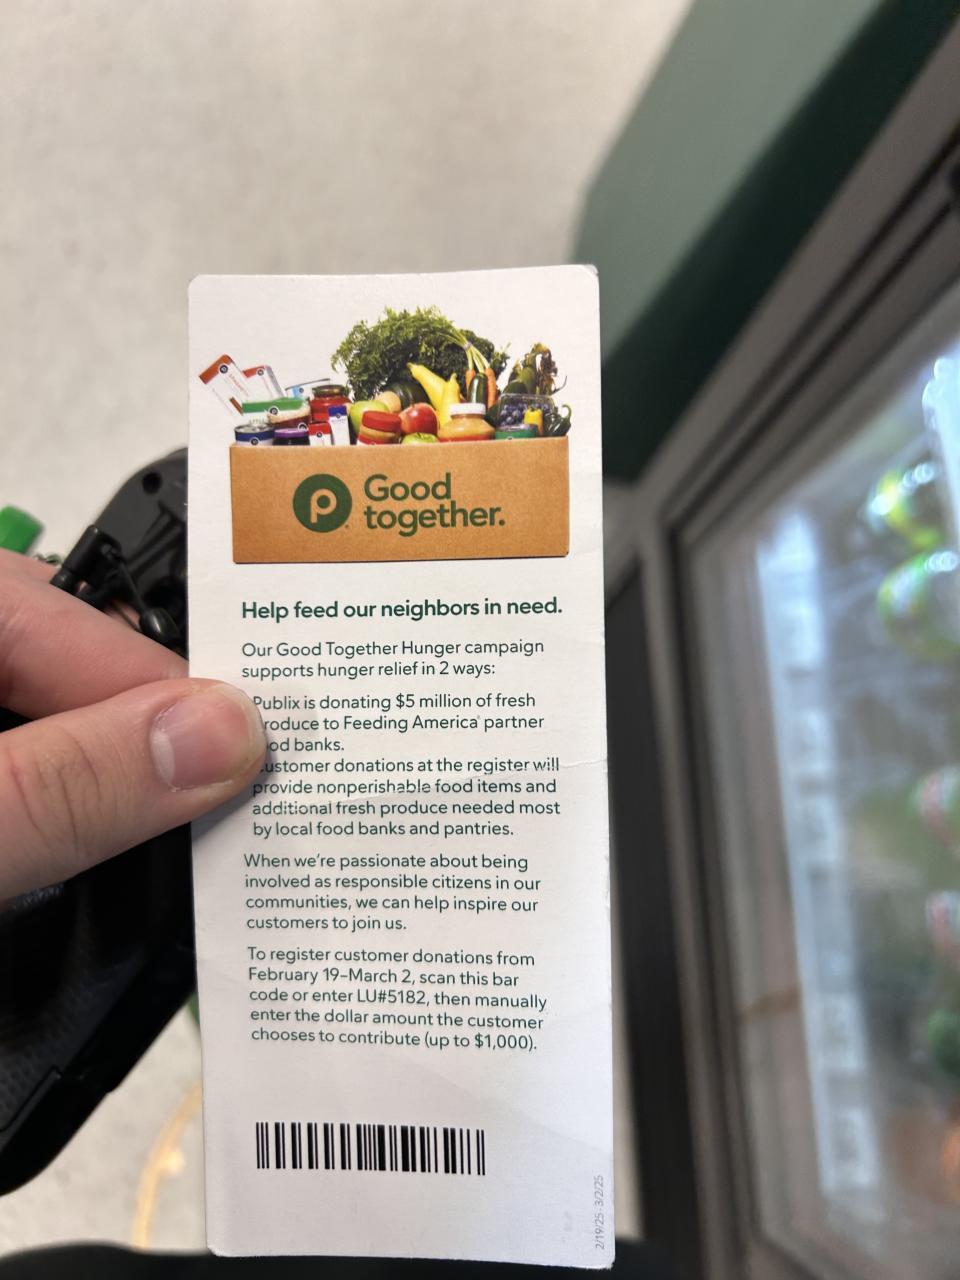 Good
together.
Help feed our neighbors in need.
Our Good Together Hunger campaign
supports hunger relief in 2 ways:
Publix is donating $5 million of fresh
roduce to Feeding America® partner
od banks.
ustomer donations at the register will
provide nonperishable food items and
additional fresh produce needed most
by local food banks and pantries.
When we're passionate about being
involved as responsible citizens in our
communities, we can help inspire our
customers to join us.
To register customer donations from
February 19–March 2, scan this bar
code or enter LU#5182, then manually
enter the dollar amount the customer
chooses to contribute (up to $1,000).
2/19/25-3/2/25